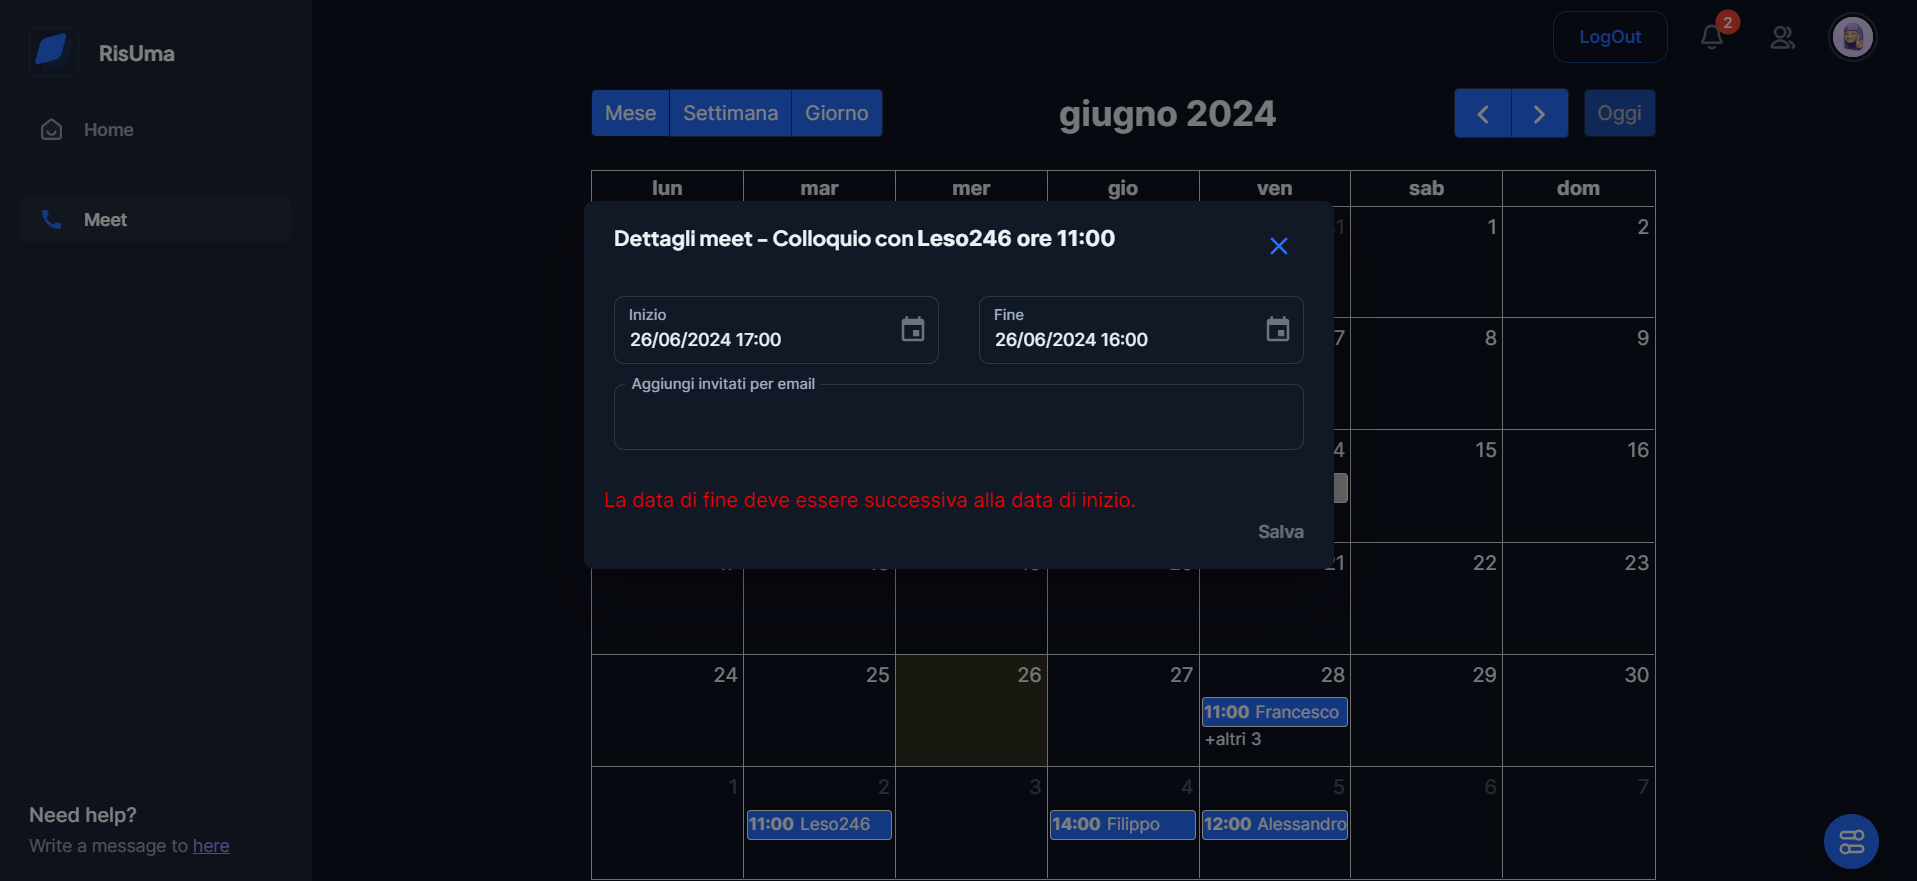 RisUma
LogOut
2
Home
Meet
Mese Settimana Giorno
giugno 2024
Oggi
lun mar mer gio ven sab dom
1 2
Dettagli meet - Colloquio con Leso246 ore 11:00
Inizio
26/06/2024 17:00
Fine
26/06/2024 16:00
7 8 9
Aggiungi invitati per email
4 15 16
La data di fine deve essere successiva alla data di inizio.
Salva
21 22 23
24 25 26 27 28 29 30
11:00 Francesco
+altri 3
1 2 3 4 5 6 7
11:00 Leso246
14:00 Filippo
12:00 Alessandro
Need help?
Write a message to here